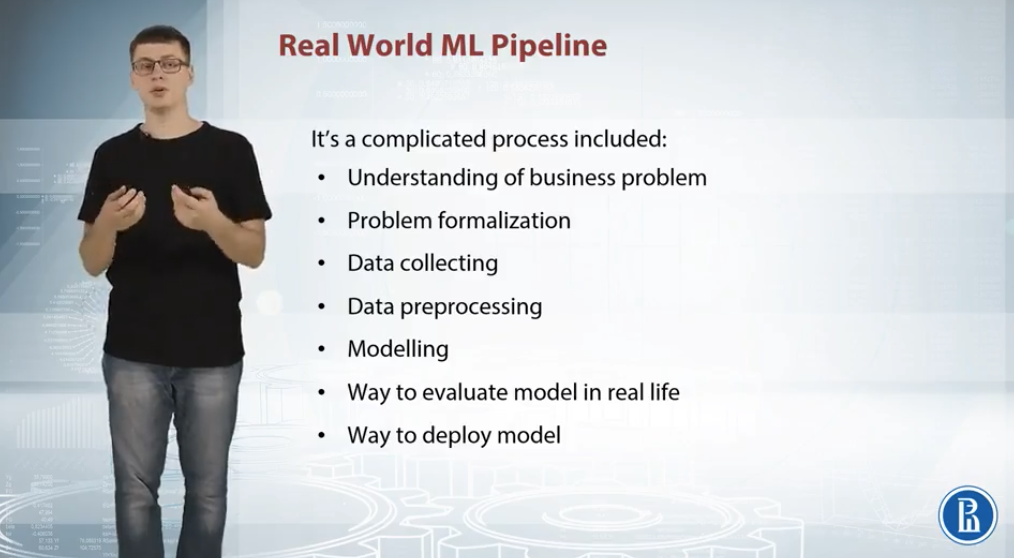 Real World ML Pipeline
It's a complicated process included:
• Understanding of business problem
• Problem formalization
• Data collecting
• Data preprocessing
• Modelling
• Way to evaluate model in real life
• Way to deploy model